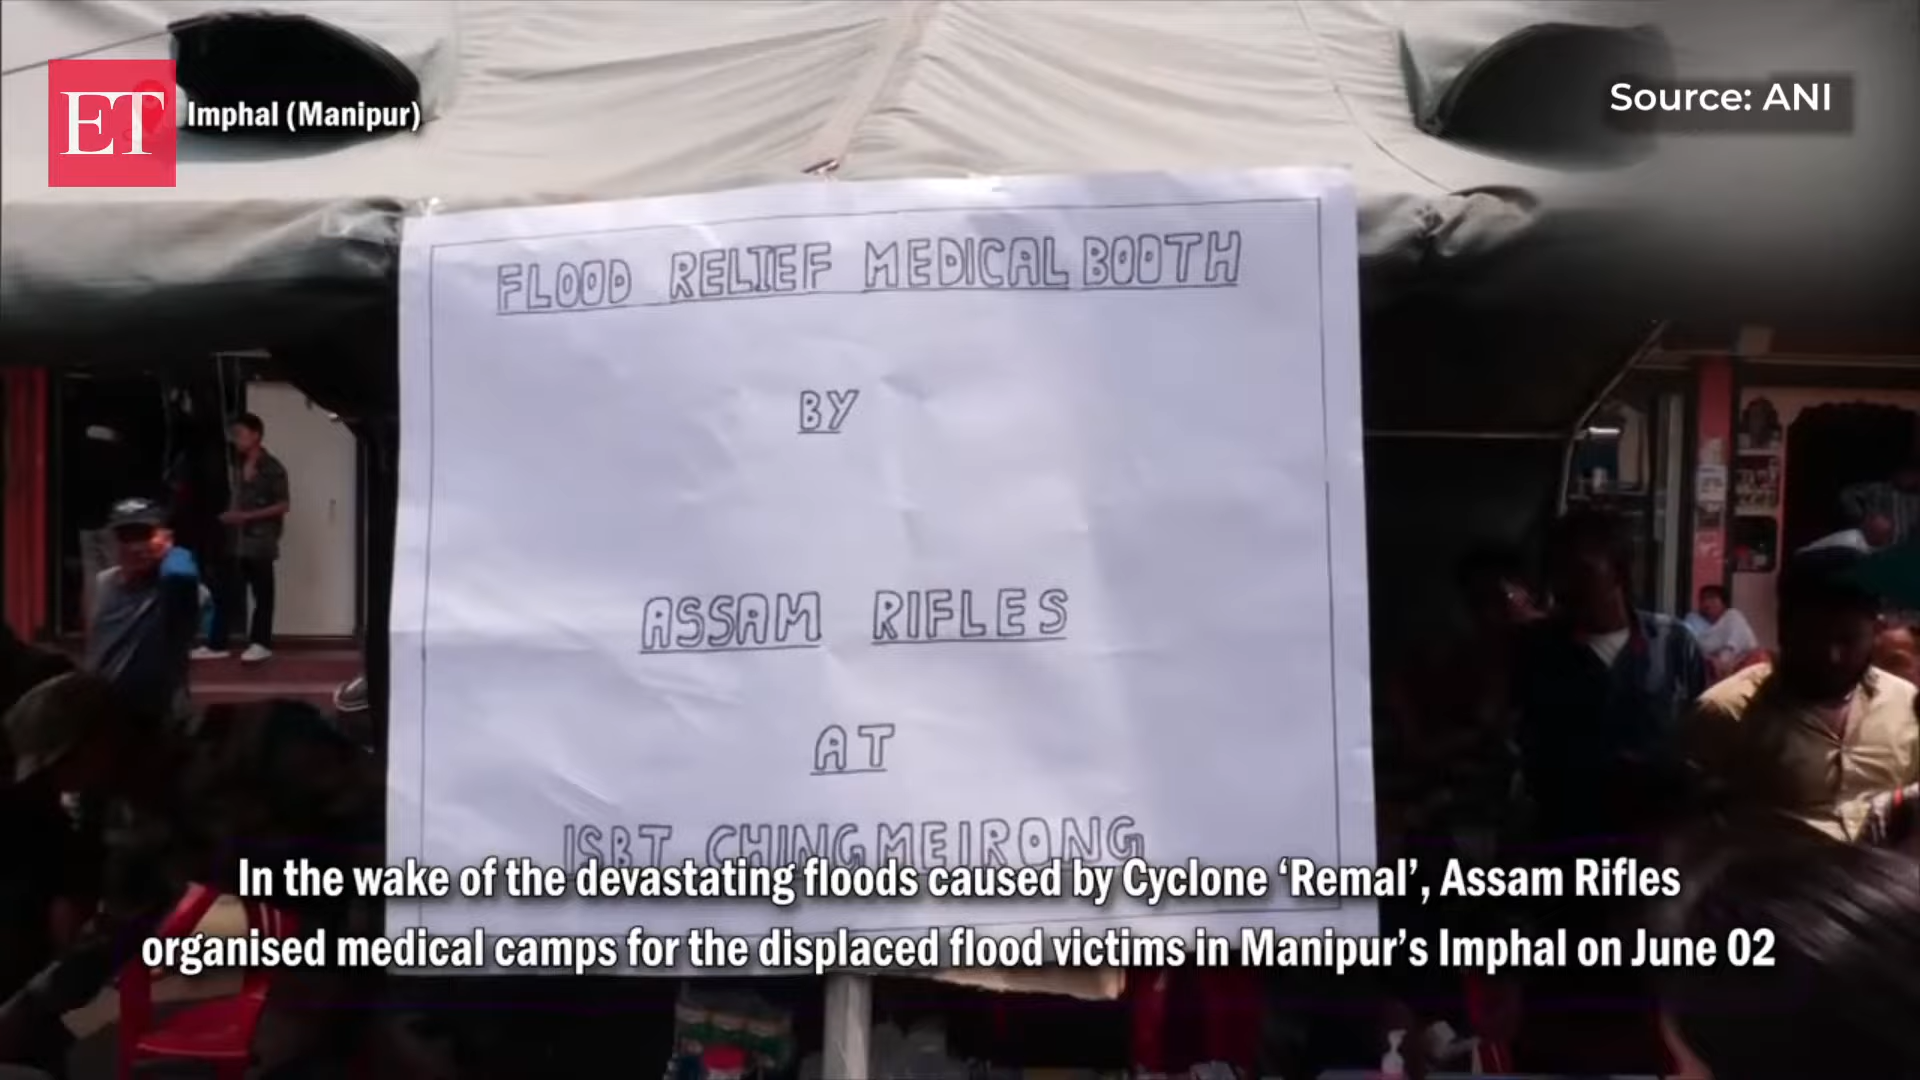 ET
Imphal (Manipur)
Source: ANI
FLOOD RELIEF MEDICAL BOOTH
BY
ASSAM RIFLES
AT
ISBT CHINGMEIRONG
In the wake of the devastating floods caused by Cyclone ‘Remal’, Assam Rifles
organised medical camps for the displaced flood victims in Manipur’s Imphal on June 02